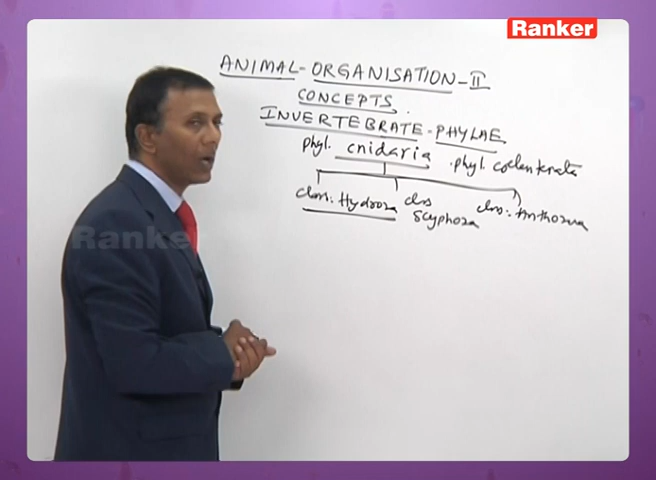 Ranker
ANIMAL-ORGANISATION-II
CONCEPTS.
INVERTEBRATE-PHYLAE
phyl. cnidaria . phyl. coelenterata
class: Hydrozoa class class: Anthozoa
Scyphozoa
Ranker